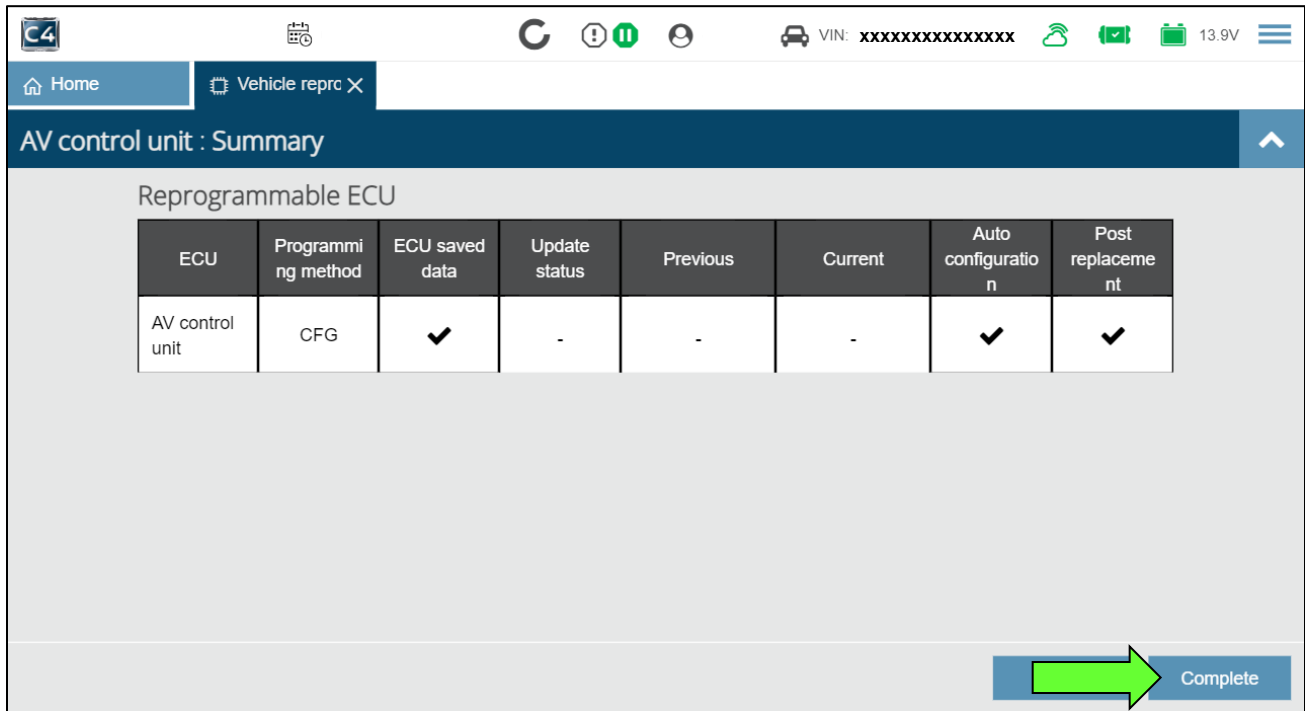 C4
VIN: xxxxxxxxxxxxxxx
13.9V
Home
Vehicle repro
AV control unit : Summary
Reprogrammable ECU
ECU
Programmi
ng method
ECU saved
data
Update
status
Previous
Current
Auto
configuratio
n
Post
replaceme
nt
AV control
unit
CFG
-
-
-
Complete